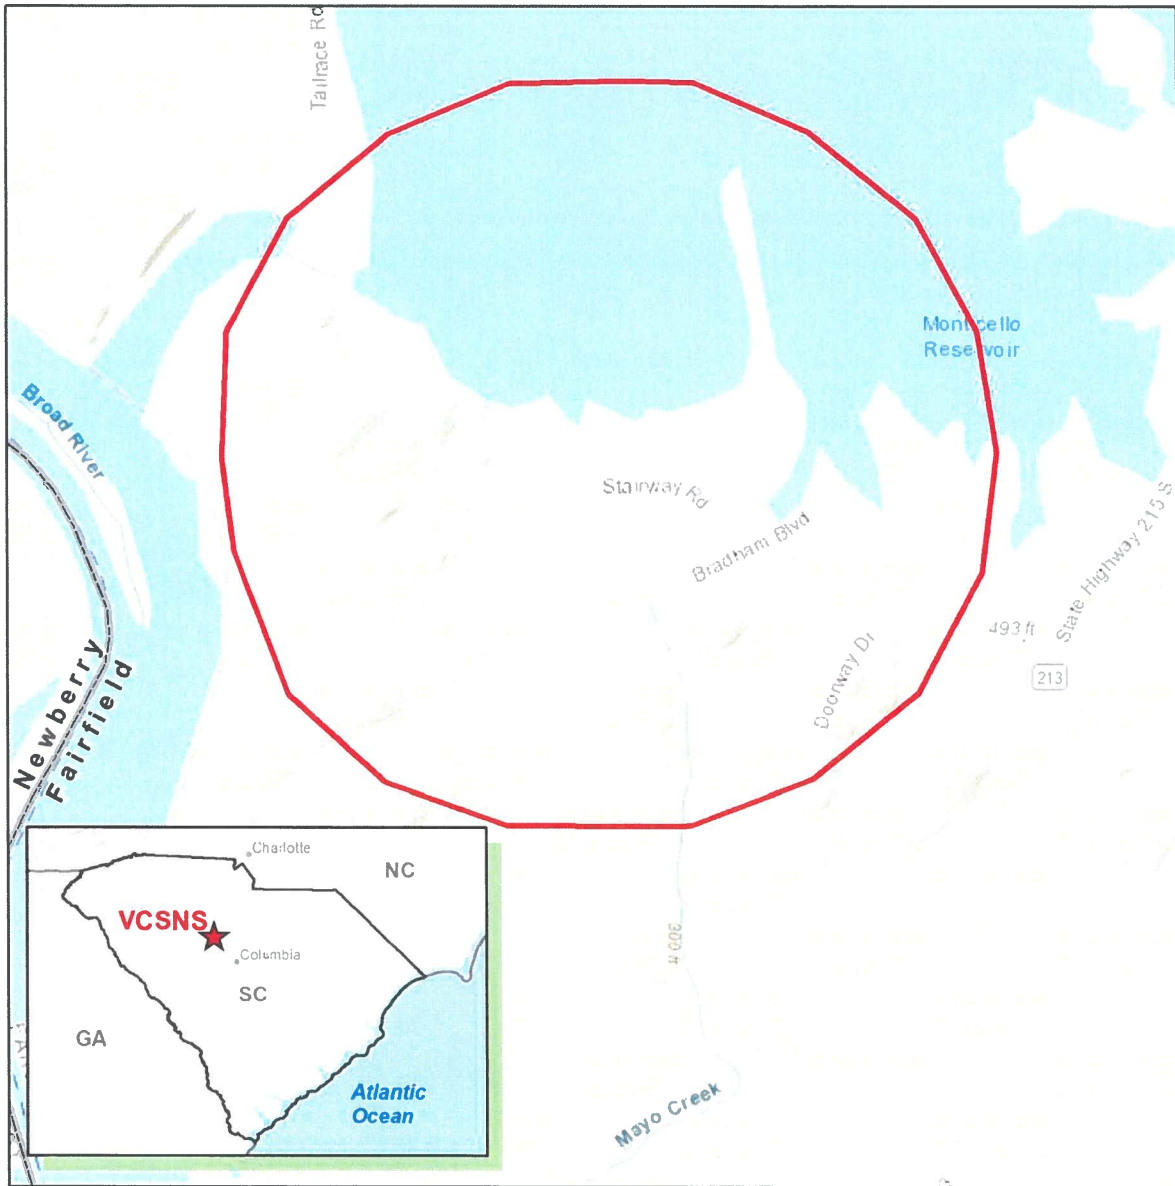 Tailrace Rd
Monticello
Reservoir
Broad River
Stairway Rd
Bradham Blvd
State Highway 215 S
493 ft
213
Doorway Dr
Newberry
Fairfield
Charlotte
NC
VCSNS
Columbia
SC
GA
Atlantic
Ocean
300 ft
Mayo Creek